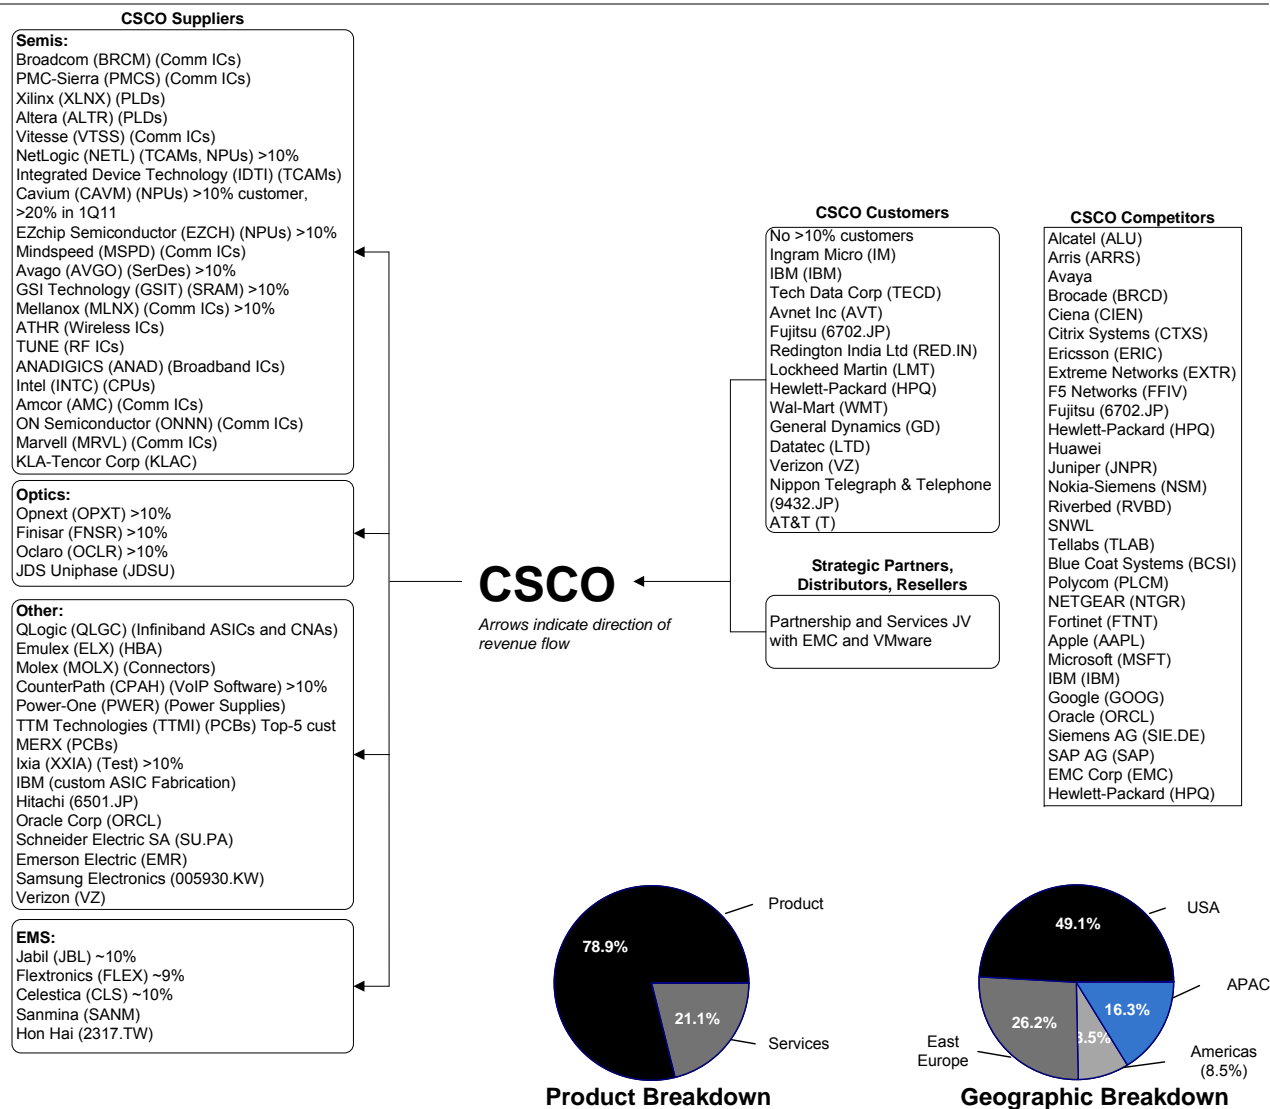 CSCO Suppliers
Semis:
Broadcom (BRCM) (Comm ICs)
PMC-Sierra (PMCS) (Comm ICs)
Xilinx (XLNX) (PLDs)
Altera (ALTR) (PLDs)
Vitesse (VTSS) (Comm ICs)
NetLogic (NETL) (TCAMs, NPUs) >10%
Integrated Device Technology (IDTI) (TCAMs)
Cavium (CAVM) (NPUs) >10% customer,
>20% in 1Q11
EZchip Semiconductor (EZCH) (NPUs) >10%
Mindspeed (MSPD) (Comm ICs)
Avago (AVGO) (SerDes) >10%
GSI Technology (GSIT) (SRAM) >10%
Mellanox (MLNX) (Comm ICs) >10%
ATHR (Wireless ICs)
TUNE (RF ICs)
ANADIGICS (ANAD) (Broadband ICs)
Intel (INTC) (CPUs)
Amcor (AMC) (Comm ICs)
ON Semiconductor (ONNN) (Comm ICs)
Marvell (MRVL) (Comm ICs)
KLA-Tencor Corp (KLAC)
Optics:
Opnext (OPXT) >10%
Finisar (FNSR) >10%
Oclaro (OCLR) >10%
JDS Uniphase (JDSU)
Other:
QLogic (QLGC) (Infiniband ASICs and CNAs)
Emulex (ELX) (HBA)
Molex (MOLX) (Connectors)
CounterPath (CPAH) (VoIP Software) >10%
Power-One (PWER) (Power Supplies)
TTM Technologies (TTMI) (PCBs) Top-5 cust
MERX (PCBs)
Ixia (XXIA) (Test) >10%
IBM (custom ASIC Fabrication)
Hitachi (6501.JP)
Oracle Corp (ORCL)
Schneider Electric SA (SU.PA)
Emerson Electric (EMR)
Samsung Electronics (005930.KW)
Verizon (VZ)
EMS:
Jabil (JBL) ~10%
Flextronics (FLEX) ~9%
Celestica (CLS) ~10%
Sanmina (SANM)
Hon Hai (2317.TW)
CSCO
Arrows indicate direction of
revenue flow
CSCO Customers
No >10% customers
Ingram Micro (IM)
IBM (IBM)
Tech Data Corp (TECD)
Avnet Inc (AVT)
Fujitsu (6702.JP)
Redington India Ltd (RED.IN)
Lockheed Martin (LMT)
Hewlett-Packard (HPQ)
Wal-Mart (WMT)
General Dynamics (GD)
Datatec (LTD)
Verizon (VZ)
Nippon Telegraph & Telephone
(9432.JP)
AT&T (T)
Strategic Partners,
Distributors, Resellers
Partnership and Services JV
with EMC and VMware
CSCO Competitors
Alcatel (ALU)
Arris (ARRS)
Avaya
Brocade (BRCD)
Ciena (CIEN)
Citrix Systems (CTXS)
Ericsson (ERIC)
Extreme Networks (EXTR)
F5 Networks (FFIV)
Fujitsu (6702.JP)
Hewlett-Packard (HPQ)
Huawei
Juniper (JNPR)
Nokia-Siemens (NSM)
Riverbed (RVBD)
SNWL
Tellabs (TLAB)
Blue Coat Systems (BCSI)
Polycom (PLCM)
NETGEAR (NTGR)
Fortinet (FTNT)
Apple (AAPL)
Microsoft (MSFT)
IBM (IBM)
Google (GOOG)
Oracle (ORCL)
Siemens AG (SIE.DE)
SAP AG (SAP)
EMC Corp (EMC)
Hewlett-Packard (HPQ)
Product
78.9%
21.1%
Services
Product Breakdown
49.1%
USA
16.3%
APAC
26.2%
8.5%
East
Europe
Americas
(8.5%)
Geographic Breakdown